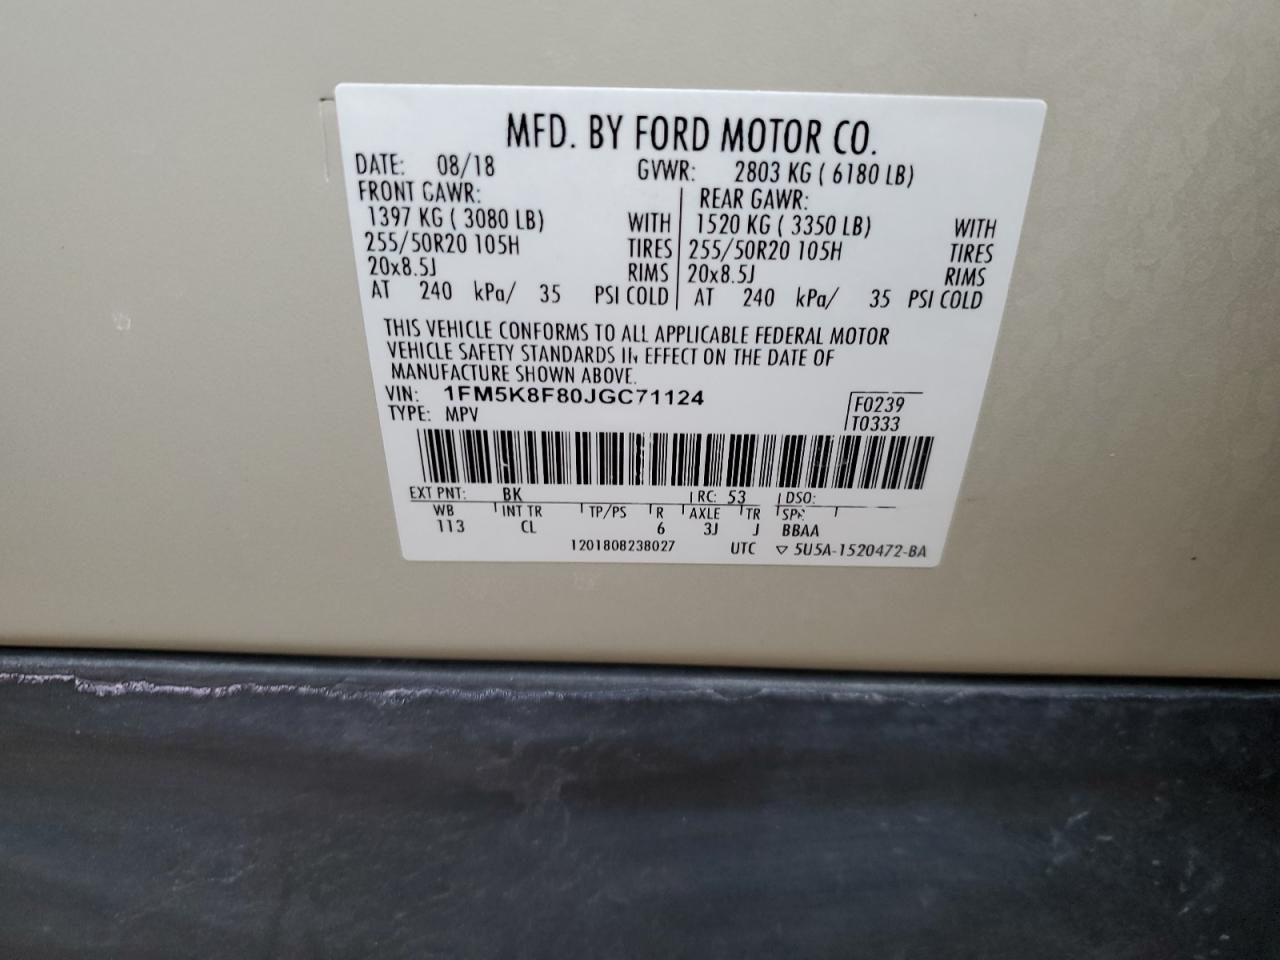 MFD. BY FORD MOTOR CO.
DATE: 08/18 GVWR: 2803 KG ( 6180 LB)
FRONT GAWR: REAR GAWR:
1397 KG ( 3080 LB) WITH 1520 KG ( 3350 LB) WITH
255/50R20 105H TIRES 255/50R20 105H TIRES
20x8.5J RIMS 20x8.5J RIMS
AT 240 kPa/ 35 PSI COLD AT 240 kPa/ 35 PSI COLD
THIS VEHICLE CONFORMS TO ALL APPLICABLE FEDERAL MOTOR
VEHICLE SAFETY STANDARDS IN EFFECT ON THE DATE OF
MANUFACTURE SHOWN ABOVE.
VIN: 1FM5K8F80JGC71124
TYPE: MPV
F0239
T0333
EXT PNT: BK RC: 53 DSO:
WB INT TR TP/PS R AXLE TR SPR
113 CL 6 3J J BBAA
1201808238027 UTC ▽ 5U5A-1520472-BA